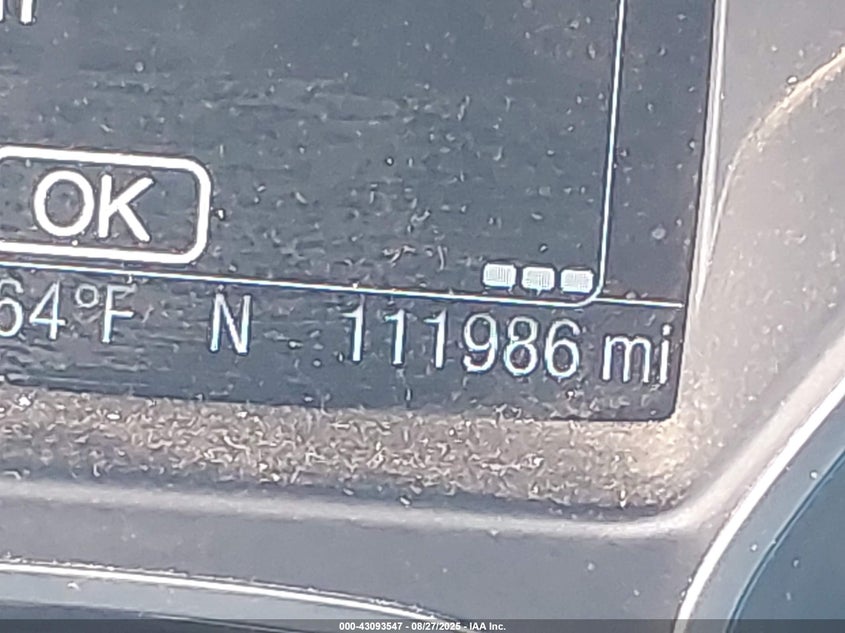 OK
64°F N 111986 mi
000-43093547 - 08/27/2025 - IAA Inc.